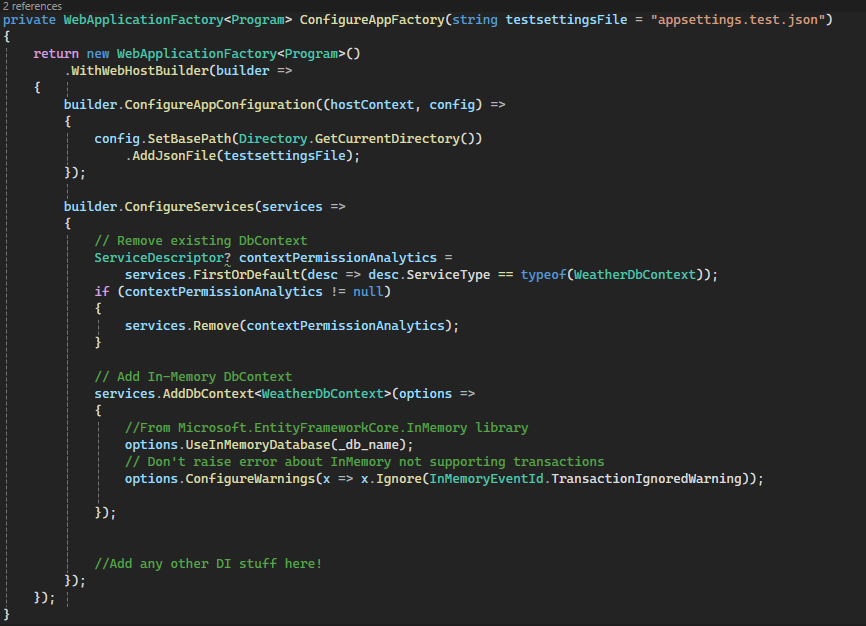 2 references
private WebApplicationFactory<Program> ConfigureAppFactory(string testsettingsFile = "appsettings.test.json")
{
    return new WebApplicationFactory<Program>()
        .WithWebHostBuilder(builder =>
    {
        builder.ConfigureAppConfiguration((hostContext, config) =>
        {
            config.SetBasePath(Directory.GetCurrentDirectory())
                .AddJsonFile(testsettingsFile);
        });

        builder.ConfigureServices(services =>
        {
            // Remove existing DbContext
            ServiceDescriptor? contextPermissionAnalytics =
                services.FirstOrDefault(desc => desc.ServiceType == typeof(WeatherDbContext));
            if (contextPermissionAnalytics != null)
            {
                services.Remove(contextPermissionAnalytics);
            }

            // Add In-Memory DbContext
            services.AddDbContext<WeatherDbContext>(options =>
            {
                //From Microsoft.EntityFrameworkCore.InMemory library
                options.UseInMemoryDatabase(_db_name);
                // Don't raise error about InMemory not supporting transactions
                options.ConfigureWarnings(x => x.Ignore(InMemoryEventId.TransactionIgnoredWarning));

            });


            //Add any other DI stuff here!
        });
    });
}